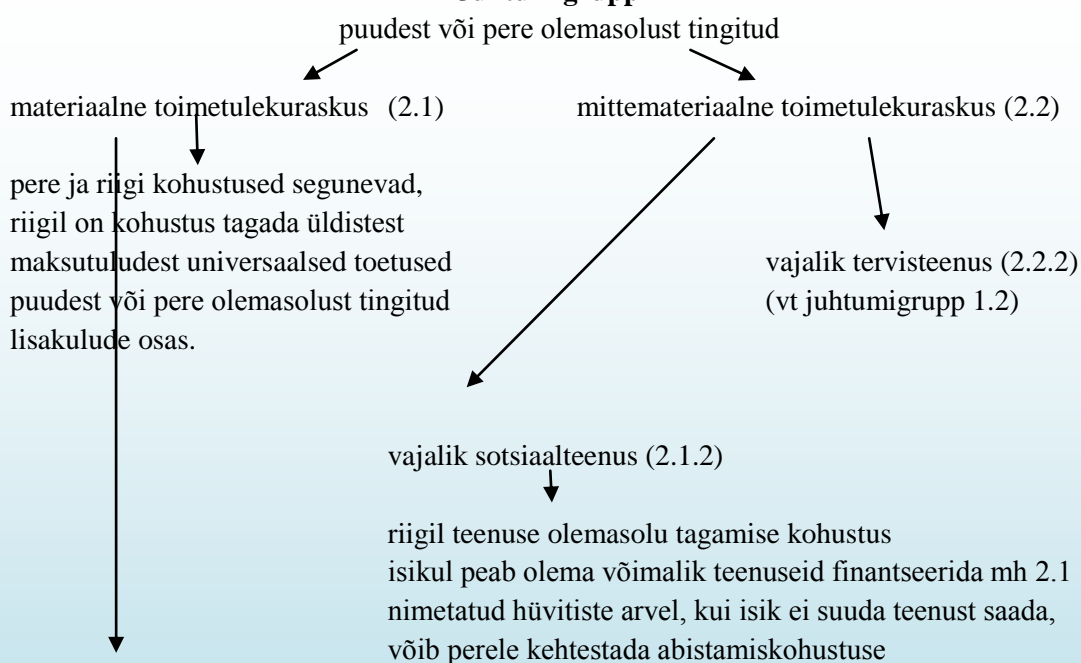 puudest või pere olemasolust tingitud
materiaalne toimetulekuraskus (2.1)
mittemateriaalne toimetulekuraskus (2.2)
pere ja riigi kohustused segunevad,
riigil on kohustus tagada üldistest
maksutuludest universaalsed toetused
puudest või pere olemasolust tingitud
lisakulude osas.
vajalik tervisteenus (2.2.2)
(vt juhtumigrupp 1.2)
vajalik sotsiaalteenus (2.1.2)
riigil teenuse olemasolu tagamise kohustus
isikul peab olema võimalik teenuseid finantseerida mh 2.1
nimetatud hüvitiste arvel, kui isik ei suuda teenust saada,
võib perele kehtestada abistamiskohustuse